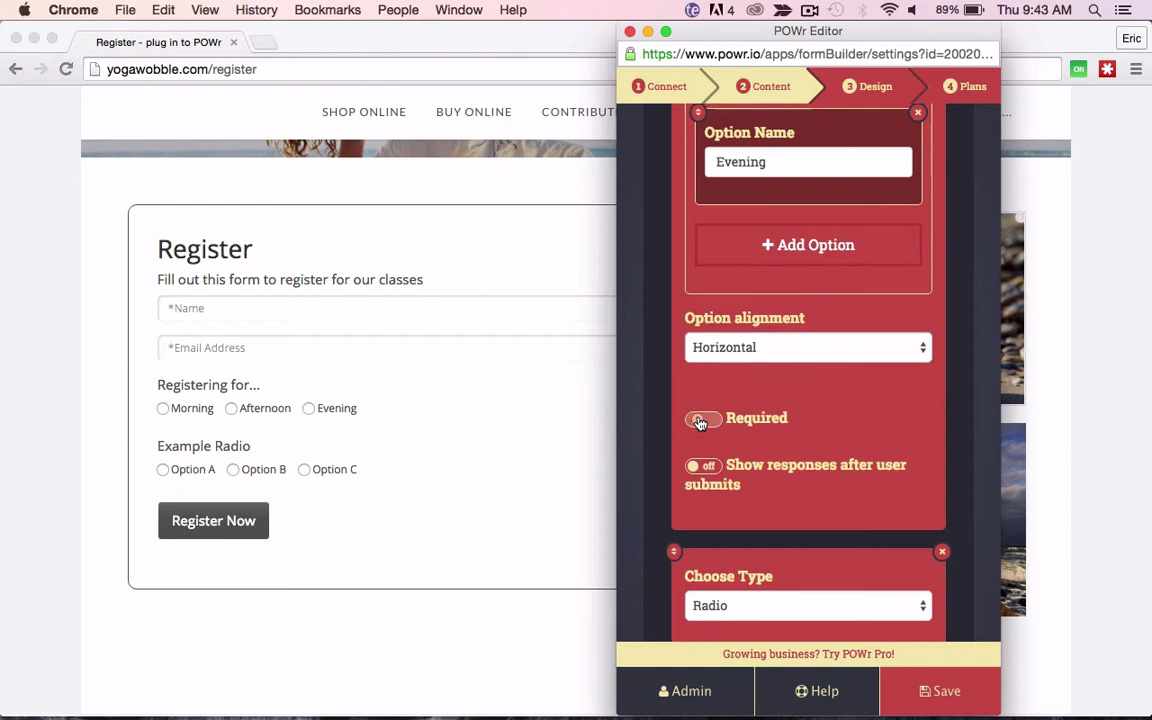 Chrome File Edit View History Bookmarks People Window Help 4 89% Thu 9:43 AM
Register - plug in to POWr
Eric
yogawobble.com/register
ON
SHOP ONLINE BUY ONLINE CONTRIBUT
...
Register
Fill out this form to register for our classes
*Name
*Email Address
Registering for...
Morning Afternoon Evening
Example Radio
Option A Option B Option C
Register Now
POWr Editor
https://www.powr.io/apps/formBuilder/settings?id=20020...
1 Connect 2 Content 3 Design 4 Plans
Option Name
Evening
+ Add Option
Option alignment
Horizontal
Required
off Show responses after user
submits
Choose Type
Radio
Growing business? Try POWr Pro!
Admin Help Save